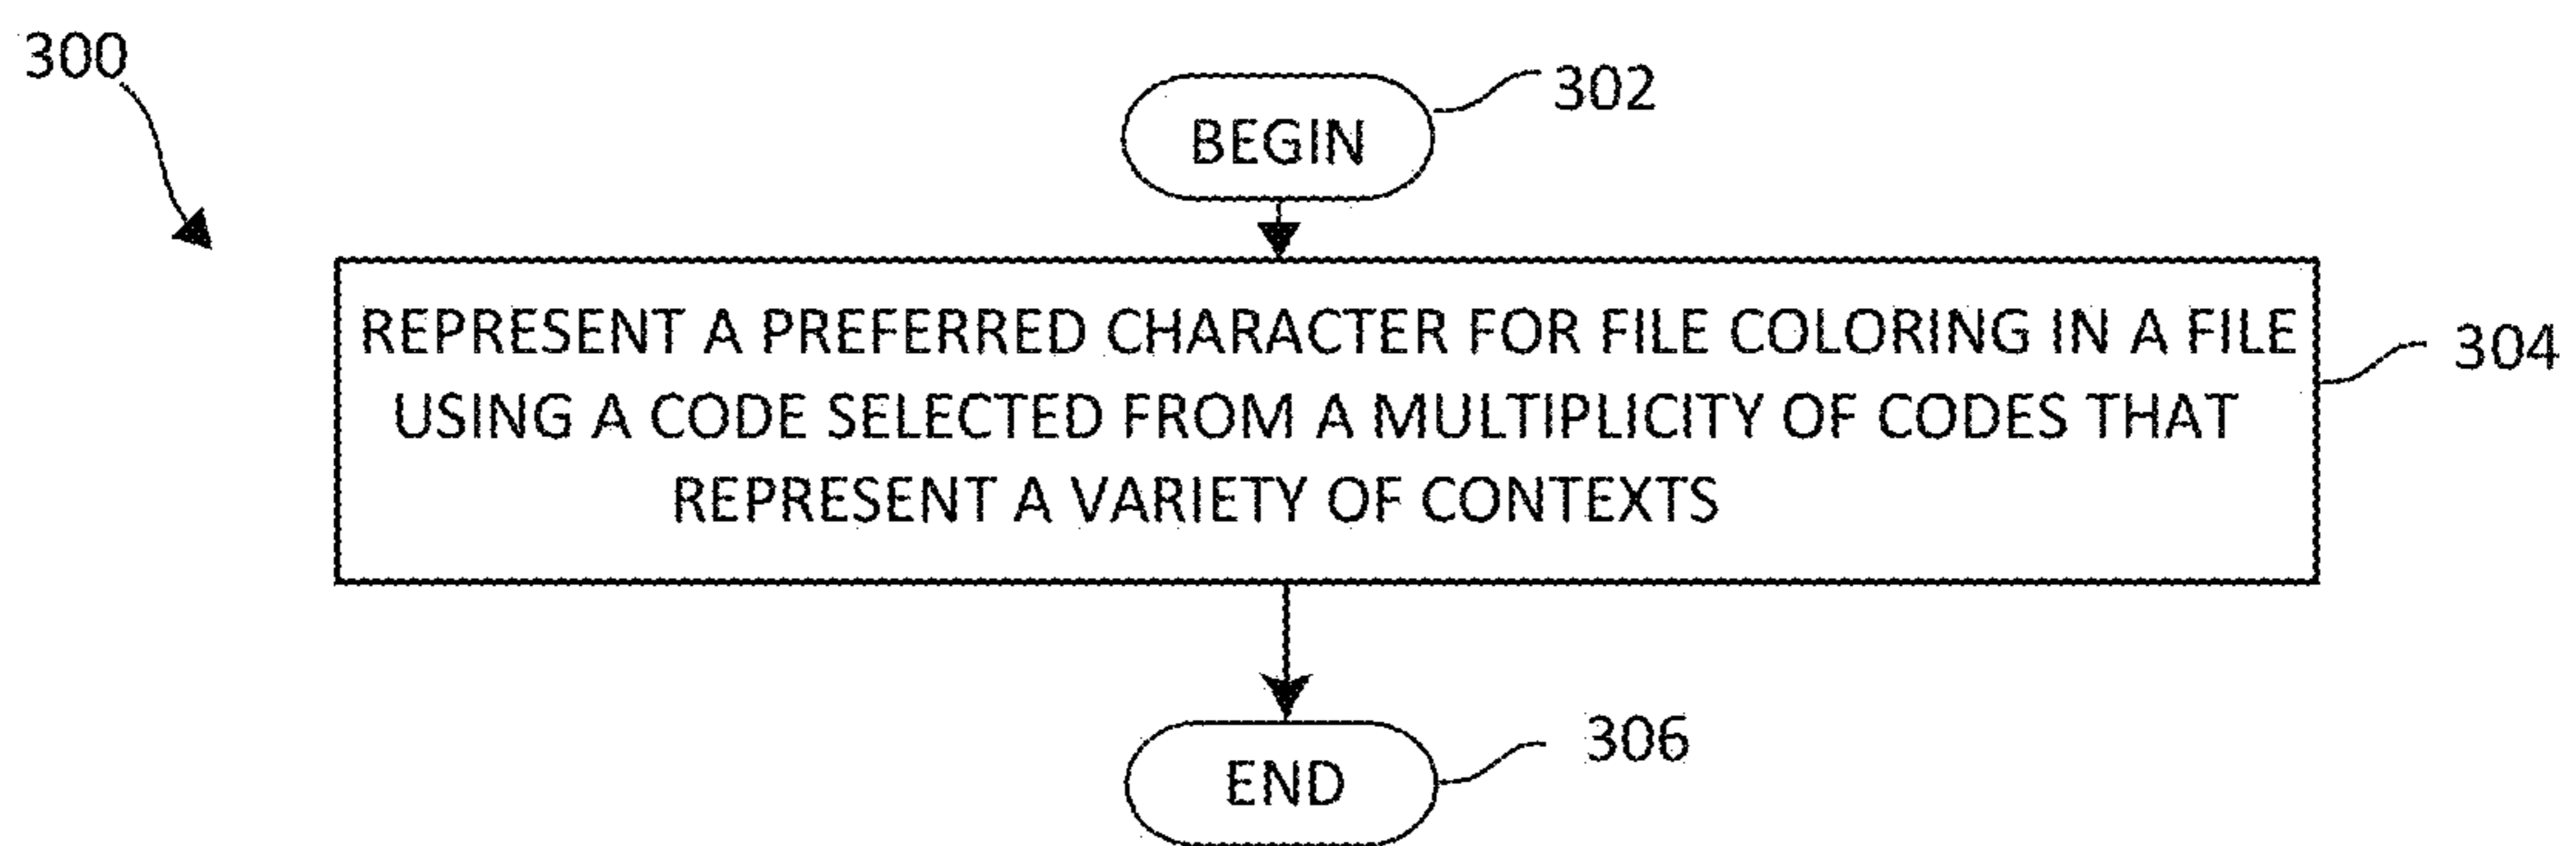 300
302
BEGIN
REPRESENT A PREFERRED CHARACTER FOR FILE COLORING IN A FILE
USING A CODE SELECTED FROM A MULTIPLICITY OF CODES THAT
REPRESENT A VARIETY OF CONTEXTS
304
306
END